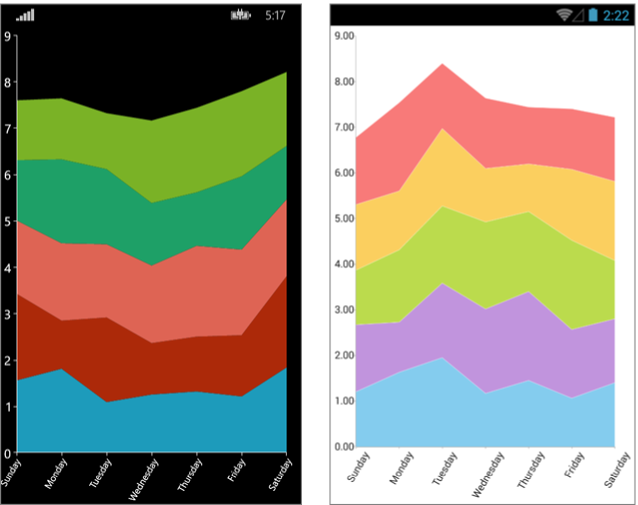 5:17
9
8
7
6
5
4
3
2
1
0
Sunday
Monday
Tuesday
Wednesday
Thursday
Friday
Saturday
2:22
9.00
8.00
7.00
6.00
5.00
4.00
3.00
2.00
1.00
0.00
Sunday
Monday
Tuesday
Wednesday
Thursday
Friday
Saturday